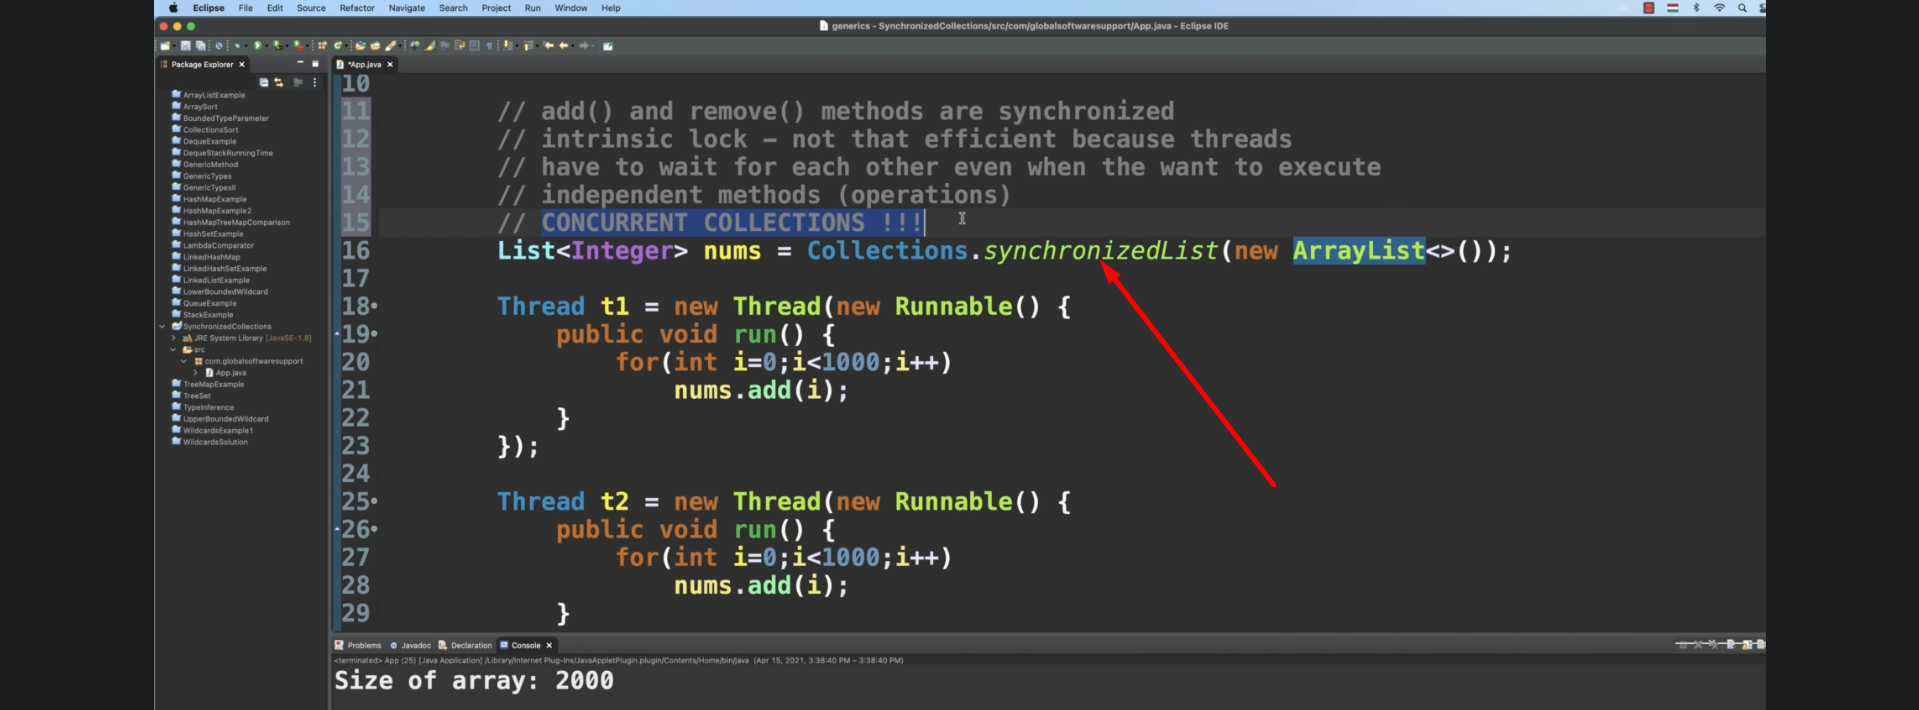 Eclipse File Edit Source Refactor Navigate Search Project Run Window Help
generics - SynchronizedCollections/src/com/globalsoftwaresupport/App.java - Eclipse IDE
Package Explorer
ArrayListExample
ArraySort
BoundedTypeParameter
CollectionsSort
DequeExample
DequeStackRunningTime
GenericMethod
GenericTypes
GenericTypesII
HashMapExample
HashMapExample2
HashMapTreeMapComparison
HashSetExample
LambdaComparator
LinkedHashMap
LinkedHashSetExample
LinkedListExample
LowerBoundedWildcard
QueueExample
StackExample
SynchronizedCollections
JRE System Library [JavaSE-1.8]
src
com.globalsoftwaresupport
App.java
TreeMapExample
TreeSet
TypeInference
UpperBoundedWildcard
WildcardsExample1
WildcardsSolution
*App.java
10
11 // add() and remove() methods are synchronized
12 // intrinsic lock – not that efficient because threads
13 // have to wait for each other even when the want to execute
14 // independent methods (operations)
15 // CONCURRENT COLLECTIONS !!!
16 List<Integer> nums = Collections.synchronizedList(new ArrayList<>());
17
18 Thread t1 = new Thread(new Runnable() {
19 public void run() {
20 for(int i=0;i<1000;i++)
21 nums.add(i);
22 }
23 });
24
25 Thread t2 = new Thread(new Runnable() {
26 public void run() {
27 for(int i=0;i<1000;i++)
28 nums.add(i);
29 }
Problems Javadoc Declaration Console
<terminated> App (25) [Java Application] /Library/Internet Plug-Ins/JavaAppletPlugin.plugin/Contents/Home/bin/java (Apr 15, 2021, 3:38:40 PM – 3:38:40 PM)
Size of array: 2000